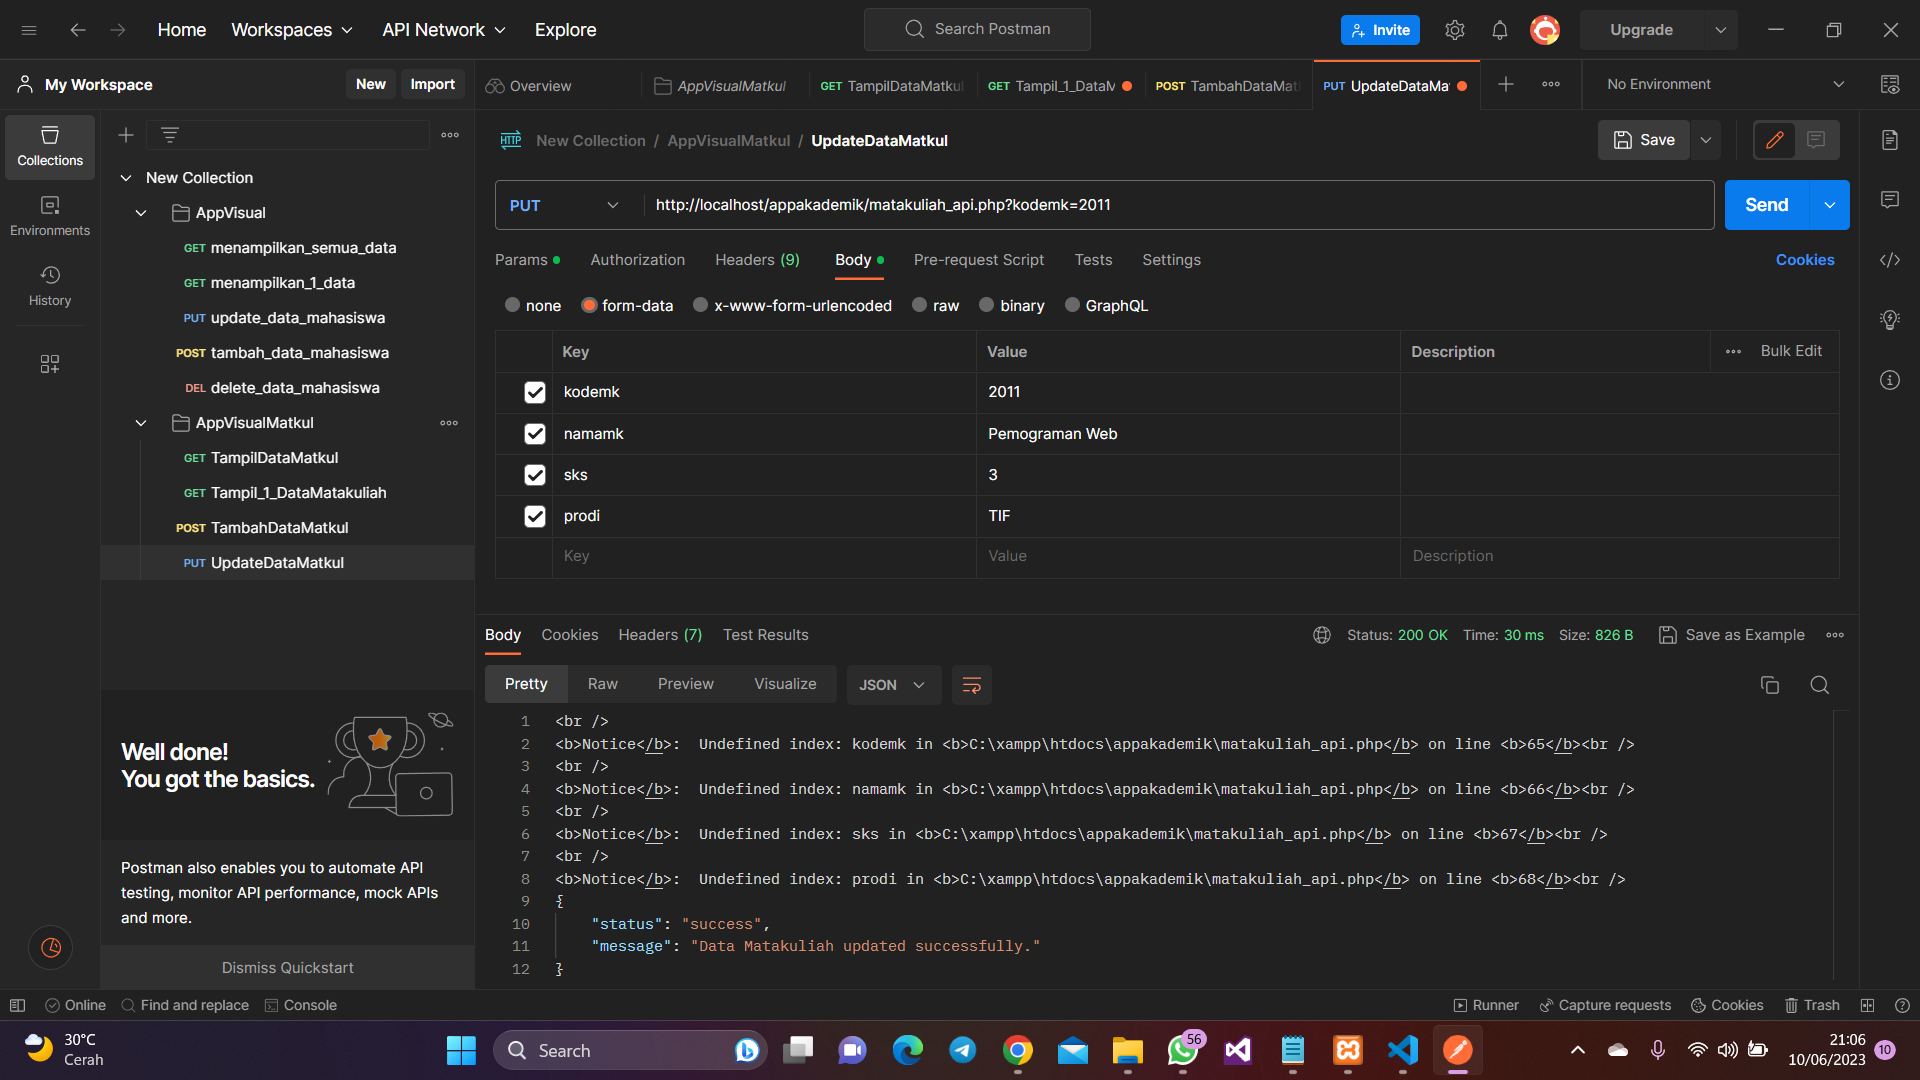 Home
Workspaces
API Network
Explore
Search Postman
Invite
Upgrade
My Workspace
New
Import
Overview
AppVisualMatkul
GET TampilDataMatkul
GET Tampil_1_DataM
POST TambahDataMat
PUT UpdateDataMa
No Environment
Collections
Environments
History
New Collection
AppVisual
GET menampilkan_semua_data
GET menampilkan_1_data
PUT update_data_mahasiswa
POST tambah_data_mahasiswa
DEL delete_data_mahasiswa
AppVisualMatkul
GET TampilDataMatkul
GET Tampil_1_DataMatakuliah
POST TambahDataMatkul
PUT UpdateDataMatkul
Well done!
You got the basics.
Postman also enables you to automate API
testing, monitor API performance, mock APIs
and more.
Dismiss Quickstart
HTTP New Collection / AppVisualMatkul / UpdateDataMatkul
Save
PUT http://localhost/appakademik/matakuliah_api.php?kodemk=2011
Send
Params Authorization Headers (9) Body Pre-request Script Tests Settings Cookies
none form-data x-www-form-urlencoded raw binary GraphQL
Key Value Description Bulk Edit
kodemk 2011
namamk Pemograman Web
sks 3
prodi TIF
Key Value Description
Body Cookies Headers (7) Test Results Status: 200 OK Time: 30 ms Size: 826 B Save as Example
Pretty Raw Preview Visualize JSON
1 <br />
2 <b>Notice</b>:  Undefined index: kodemk in <b>C:\xampp\htdocs\appakademik\matakuliah_api.php</b> on line <b>65</b><br />
3 <br />
4 <b>Notice</b>:  Undefined index: namamk in <b>C:\xampp\htdocs\appakademik\matakuliah_api.php</b> on line <b>66</b><br />
5 <br />
6 <b>Notice</b>:  Undefined index: sks in <b>C:\xampp\htdocs\appakademik\matakuliah_api.php</b> on line <b>67</b><br />
7 <br />
8 <b>Notice</b>:  Undefined index: prodi in <b>C:\xampp\htdocs\appakademik\matakuliah_api.php</b> on line <b>68</b><br />
9 {
10 "status": "success",
11 "message": "Data Matakuliah updated successfully."
12 }
Online Find and replace Console Runner Capture requests Cookies Trash
30°C
Cerah
Search
56
21:06
10/06/2023
10